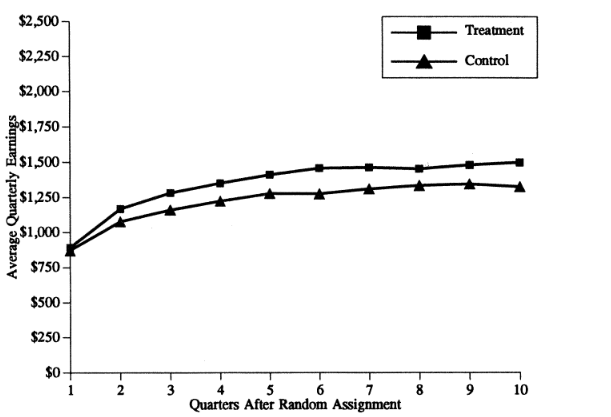 $2,500
$2,250
$2,000
$1,750
$1,500
$1,250
$1,000
$750
$500
$250
$0
Average Quarterly Earnings
Treatment
Control
1 2 3 4 5 6 7 8 9 10
Quarters After Random Assignment